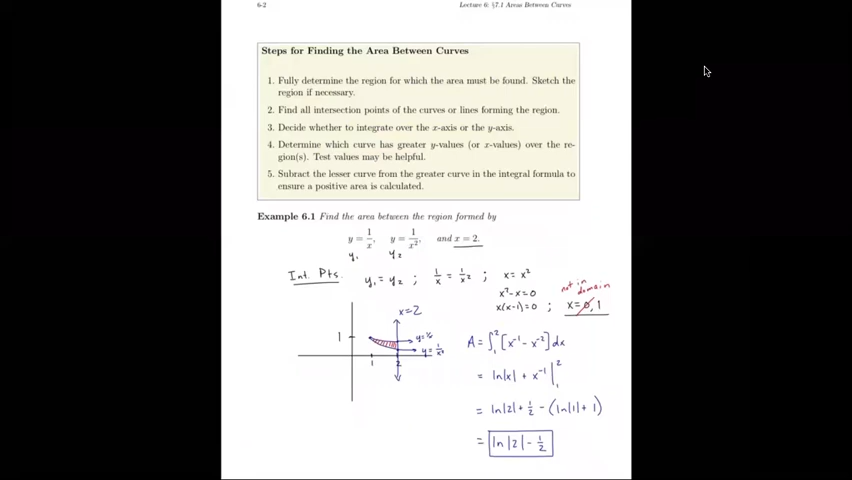 6-2 Lecture 6: §7.1 Areas Between Curves
Steps for Finding the Area Between Curves
1. Fully determine the region for which the area must be found. Sketch the
region if necessary.
2. Find all intersection points of the curves or lines forming the region.
3. Decide whether to integrate over the x-axis or the y-axis.
4. Determine which curve has greater y-values (or x-values) over the re-
gion(s). Test values may be helpful.
5. Subract the lesser curve from the greater curve in the integral formula to
ensure a positive area is calculated.
Example 6.1 Find the area between the region formed by
y = 1/x, y = 1/x², and x = 2.
y₁ y₂
Int. Pts. y₁ = y₂ ; 1/x = 1/x² ; x = x²
x² - x = 0
x(x-1) = 0 ; x = 0, 1
not in
domain
x=2
1
y=1/x
y=1/x²
1 2
A = ∫₁² [x⁻¹ - x⁻²] dx
= ln|x| + x⁻¹ |₁²
= ln|2| + 1/2 - (ln|1| + 1)
= ln|2| - 1/2